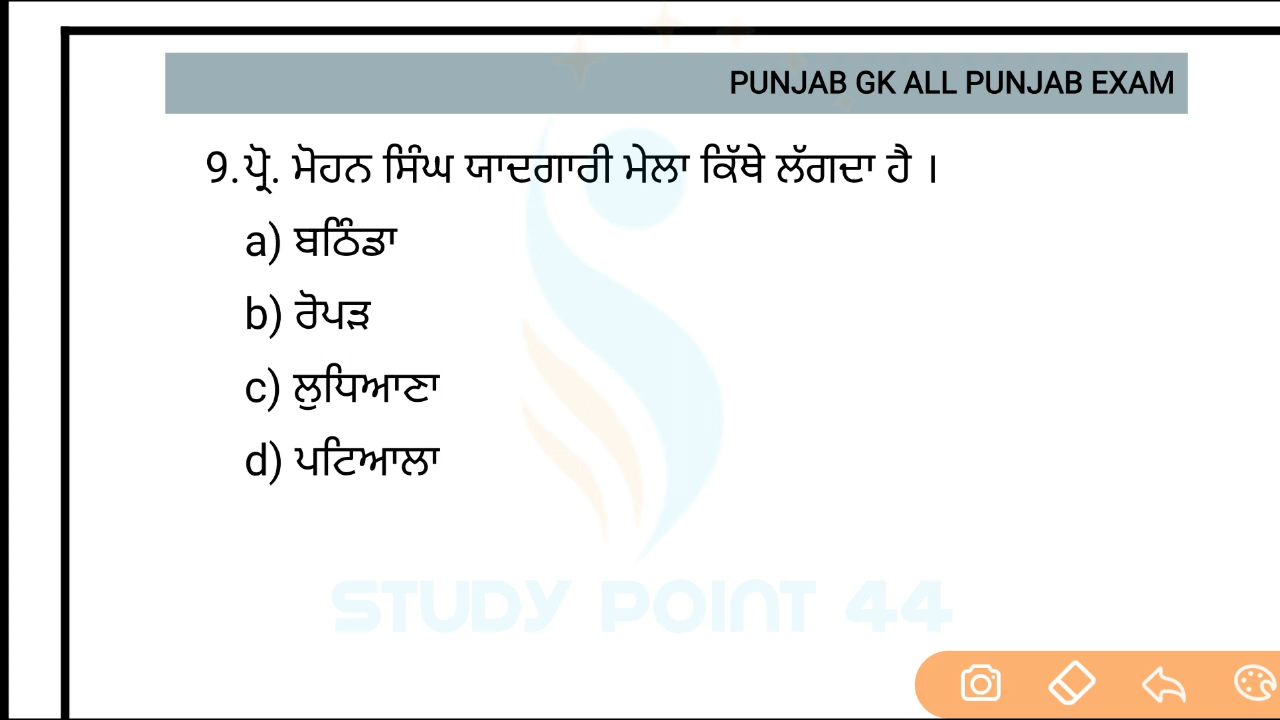 PUNJAB GK ALL PUNJAB EXAM
9. ਪ੍ਰੋ. ਮੋਹਨ ਸਿੰਘ ਯਾਦਗਾਰੀ ਮੇਲਾ ਕਿੱਥੇ ਲੱਗਦਾ ਹੈ ।
a) ਬਠਿੰਡਾ
b) ਰੋਪੜ
c) ਲੁਧਿਆਣਾ
d) ਪਟਿਆਲਾ
STUDY POINT 44